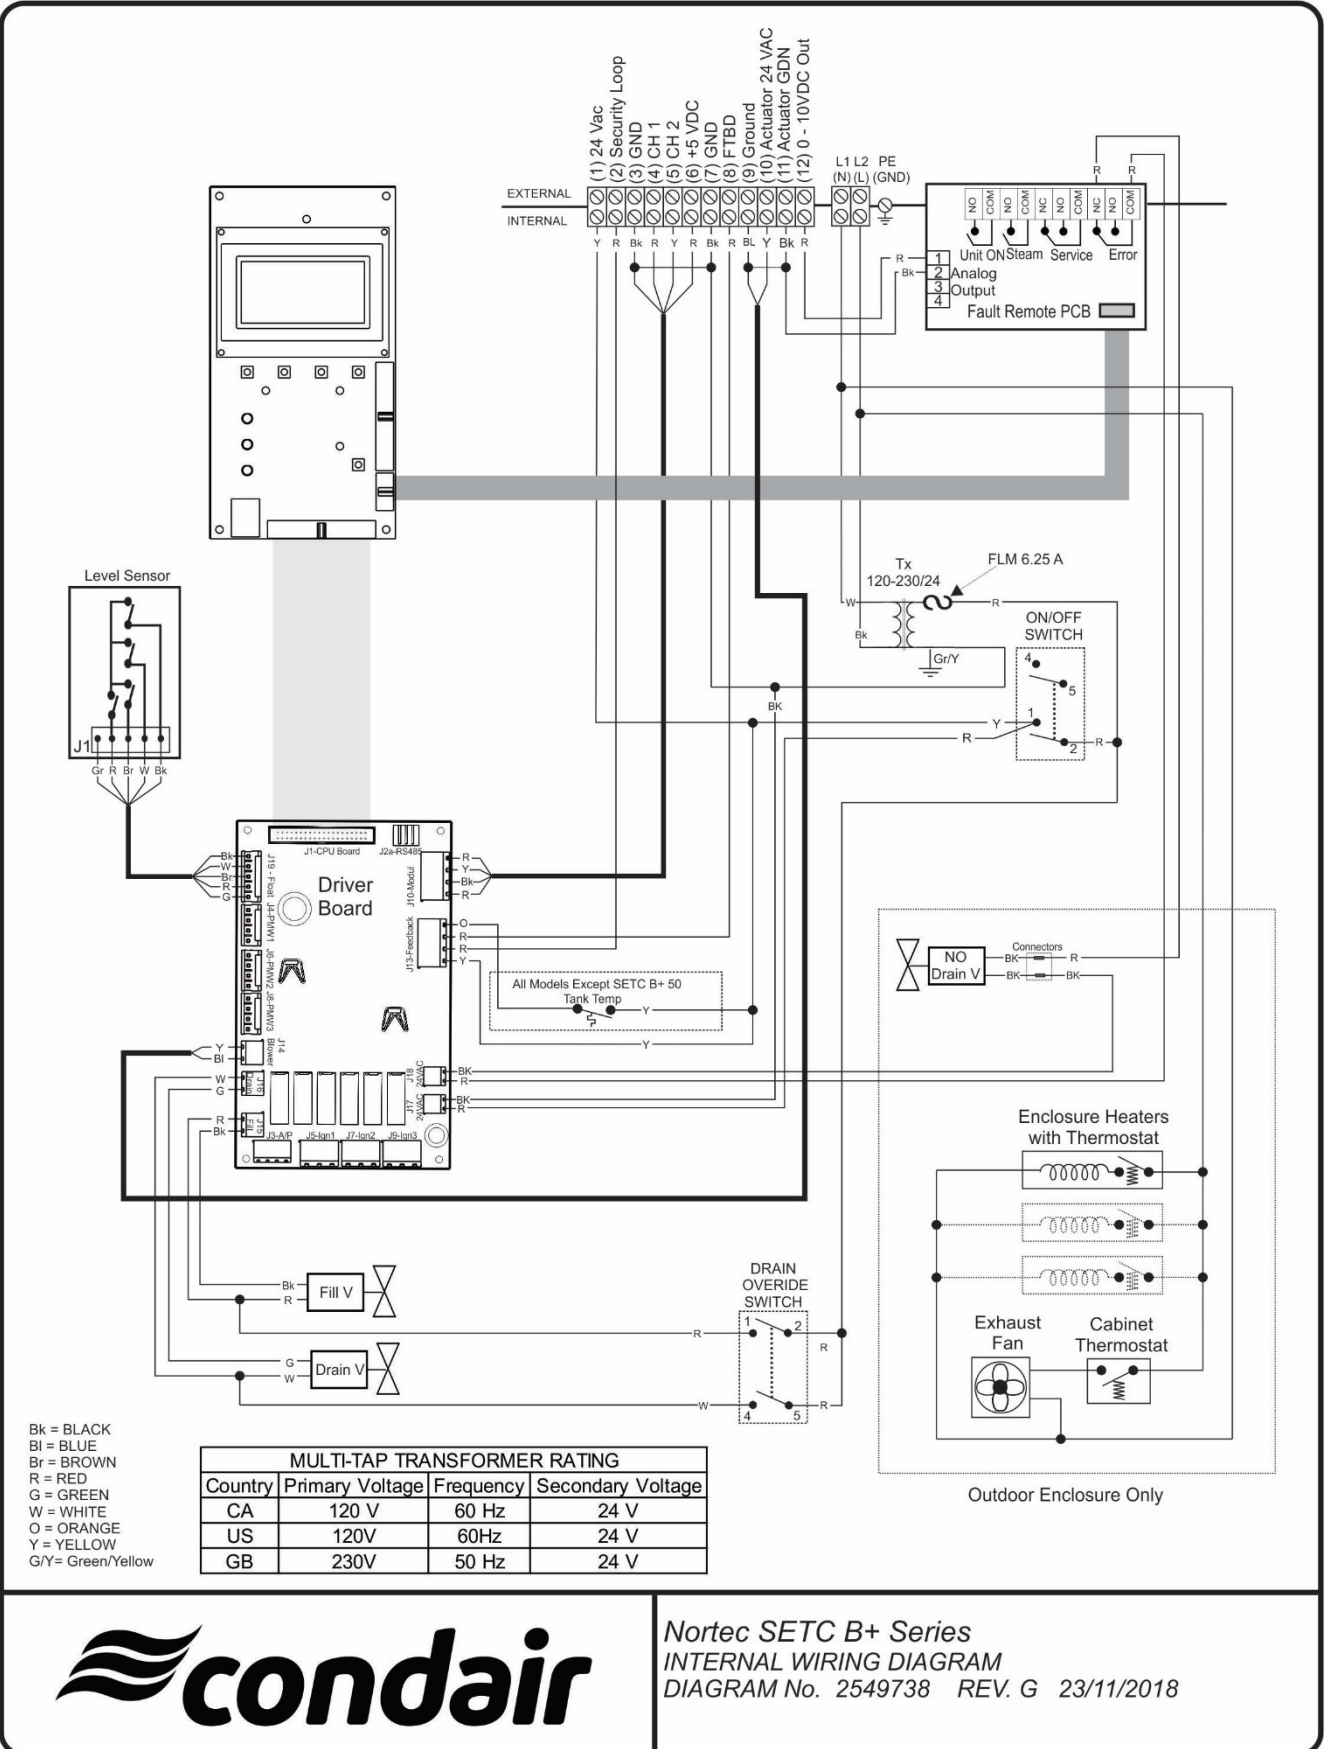 (1) 24 Vac
(2) Security Loop
(3) GND
(4) CH 1
(5) CH 2
(6) +5 VDC
(7) GND
(8) FTBD
(9) Ground
(10) Actuator 24 VAC
(11) Actuator GDN
(12) 0 - 10VDC Out
L1 L2 PE
(N) (L) (GND)
EXTERNAL
INTERNAL
Y R Bk R Y R Bk R BL Y Bk R
R R
NO COM NO COM NC NO COM NC NO COM
Unit ON Steam Service Error
R 1
Bk 2 Analog
3 Output
4
Fault Remote PCB
Level Sensor
J1
Gr R Br W Bk
Tx
120-230/24
FLM 6.25 A
W
R
Bk
Gr/Y
ON/OFF
SWITCH
4
5
1
2
BK
Y
R
R
J1-CPU Board
J2a-RS485
Driver
Board
Bk
W
Br
R
G
J19 - Float
J4-PMW1
J6-PMW2
J8-PMW3
J14
Blower
J16
Drain
J15
Fill
J10-Modul
J13-Feedback
J18
24VAC
J17
24VAC
J3-A/P J5-Ign1 J7-Ign2 J9-Ign3
R
Y
Bk
R
O
R
R
Y
Y
Bl
W
G
R
Bk
BK
R
BK
R
All Models Except SETC B+ 50
Tank Temp
Y
Y
NO
Drain V
Connectors
BK R
BK BK
Enclosure Heaters
with Thermostat
Exhaust
Fan
Cabinet
Thermostat
Outdoor Enclosure Only
Bk
R
Fill V
G
W
Drain V
DRAIN
OVERIDE
SWITCH
R 1 2
R
W 4 5 R
Bk = BLACK
Bl = BLUE
Br = BROWN
R = RED
G = GREEN
W = WHITE
O = ORANGE
Y = YELLOW
G/Y= Green/Yellow
MULTI-TAP TRANSFORMER RATING
Country Primary Voltage Frequency Secondary Voltage
CA 120 V 60 Hz 24 V
US 120V 60Hz 24 V
GB 230V 50 Hz 24 V
condair
Nortec SETC B+ Series
INTERNAL WIRING DIAGRAM
DIAGRAM No. 2549738 REV. G 23/11/2018